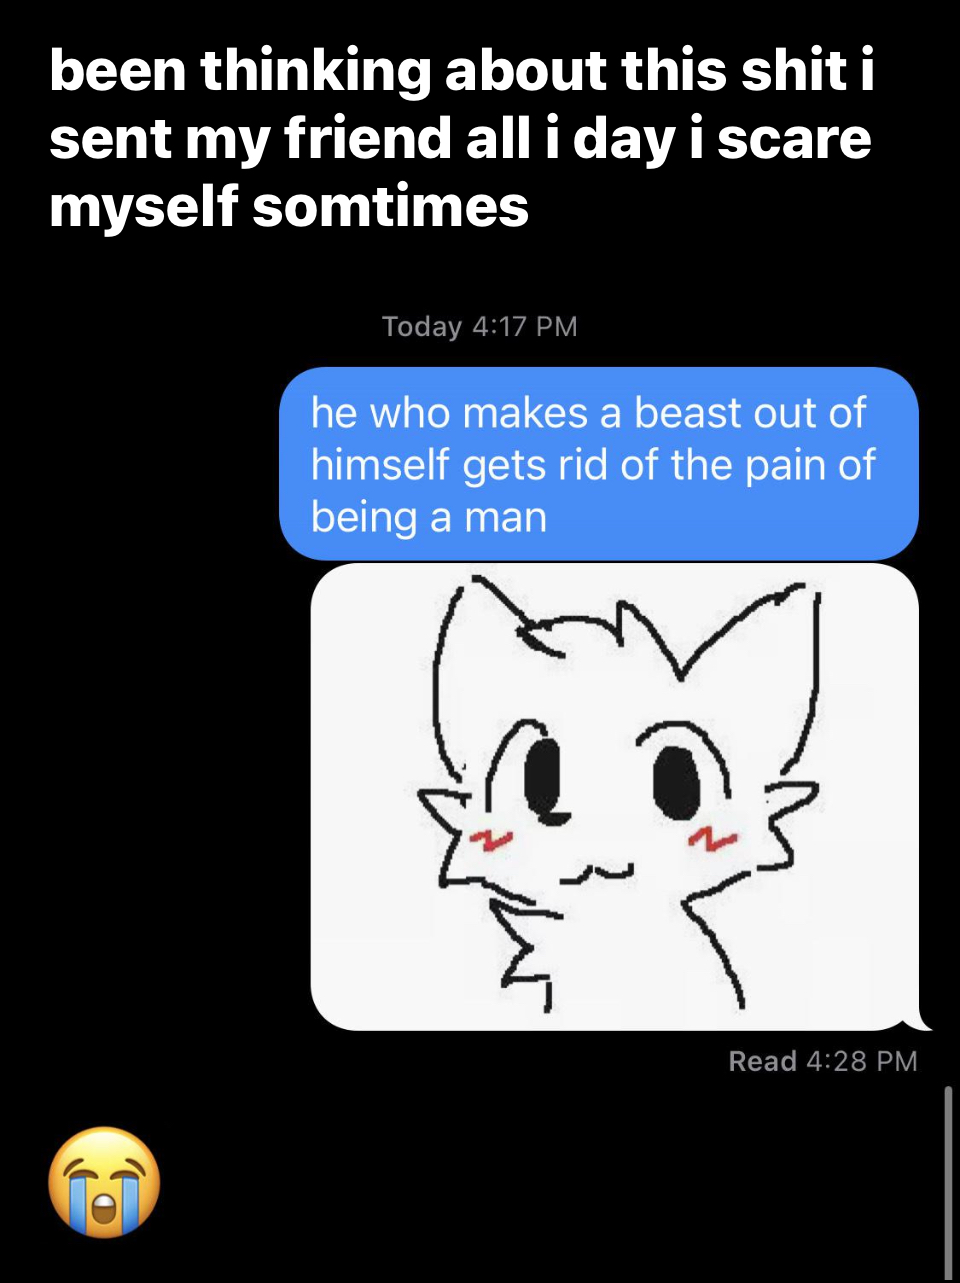 been thinking about this shit i
sent my friend all i day i scare
myself somtimes
Today 4:17 PM
he who makes a beast out of
himself gets rid of the pain of
being a man
Read 4:28 PM
😭